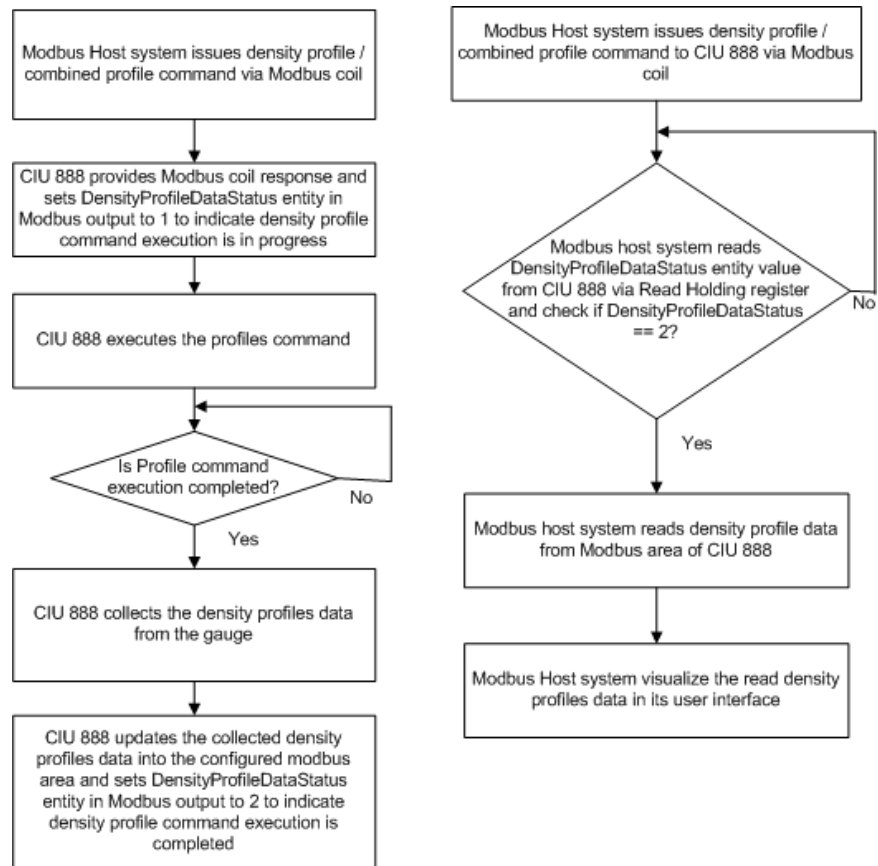 Modbus Host system issues density profile /
combined profile command via Modbus coil
CIU 888 provides Modbus coil response and
sets DensityProfileDataStatus entity in
Modbus output to 1 to indicate density profile
command execution is in progress
CIU 888 executes the profiles command
Is Profile command
execution completed?
No
Yes
CIU 888 collects the density profiles data
from the gauge
CIU 888 updates the collected density
profiles data into the configured modbus
area and sets DensityProfileDataStatus
entity in Modbus output to 2 to indicate
density profile command execution is
completed
Modbus Host system issues density profile /
combined profile command to CIU 888 via Modbus
coil
Modbus host system reads
DensityProfileDataStatus entity value
from CIU 888 via Read Holding register
and check if DensityProfileDataStatus
== 2?
No
Yes
Modbus host system reads density profile data
from Modbus area of CIU 888
Modbus Host system visualize the read density
profiles data in its user interface